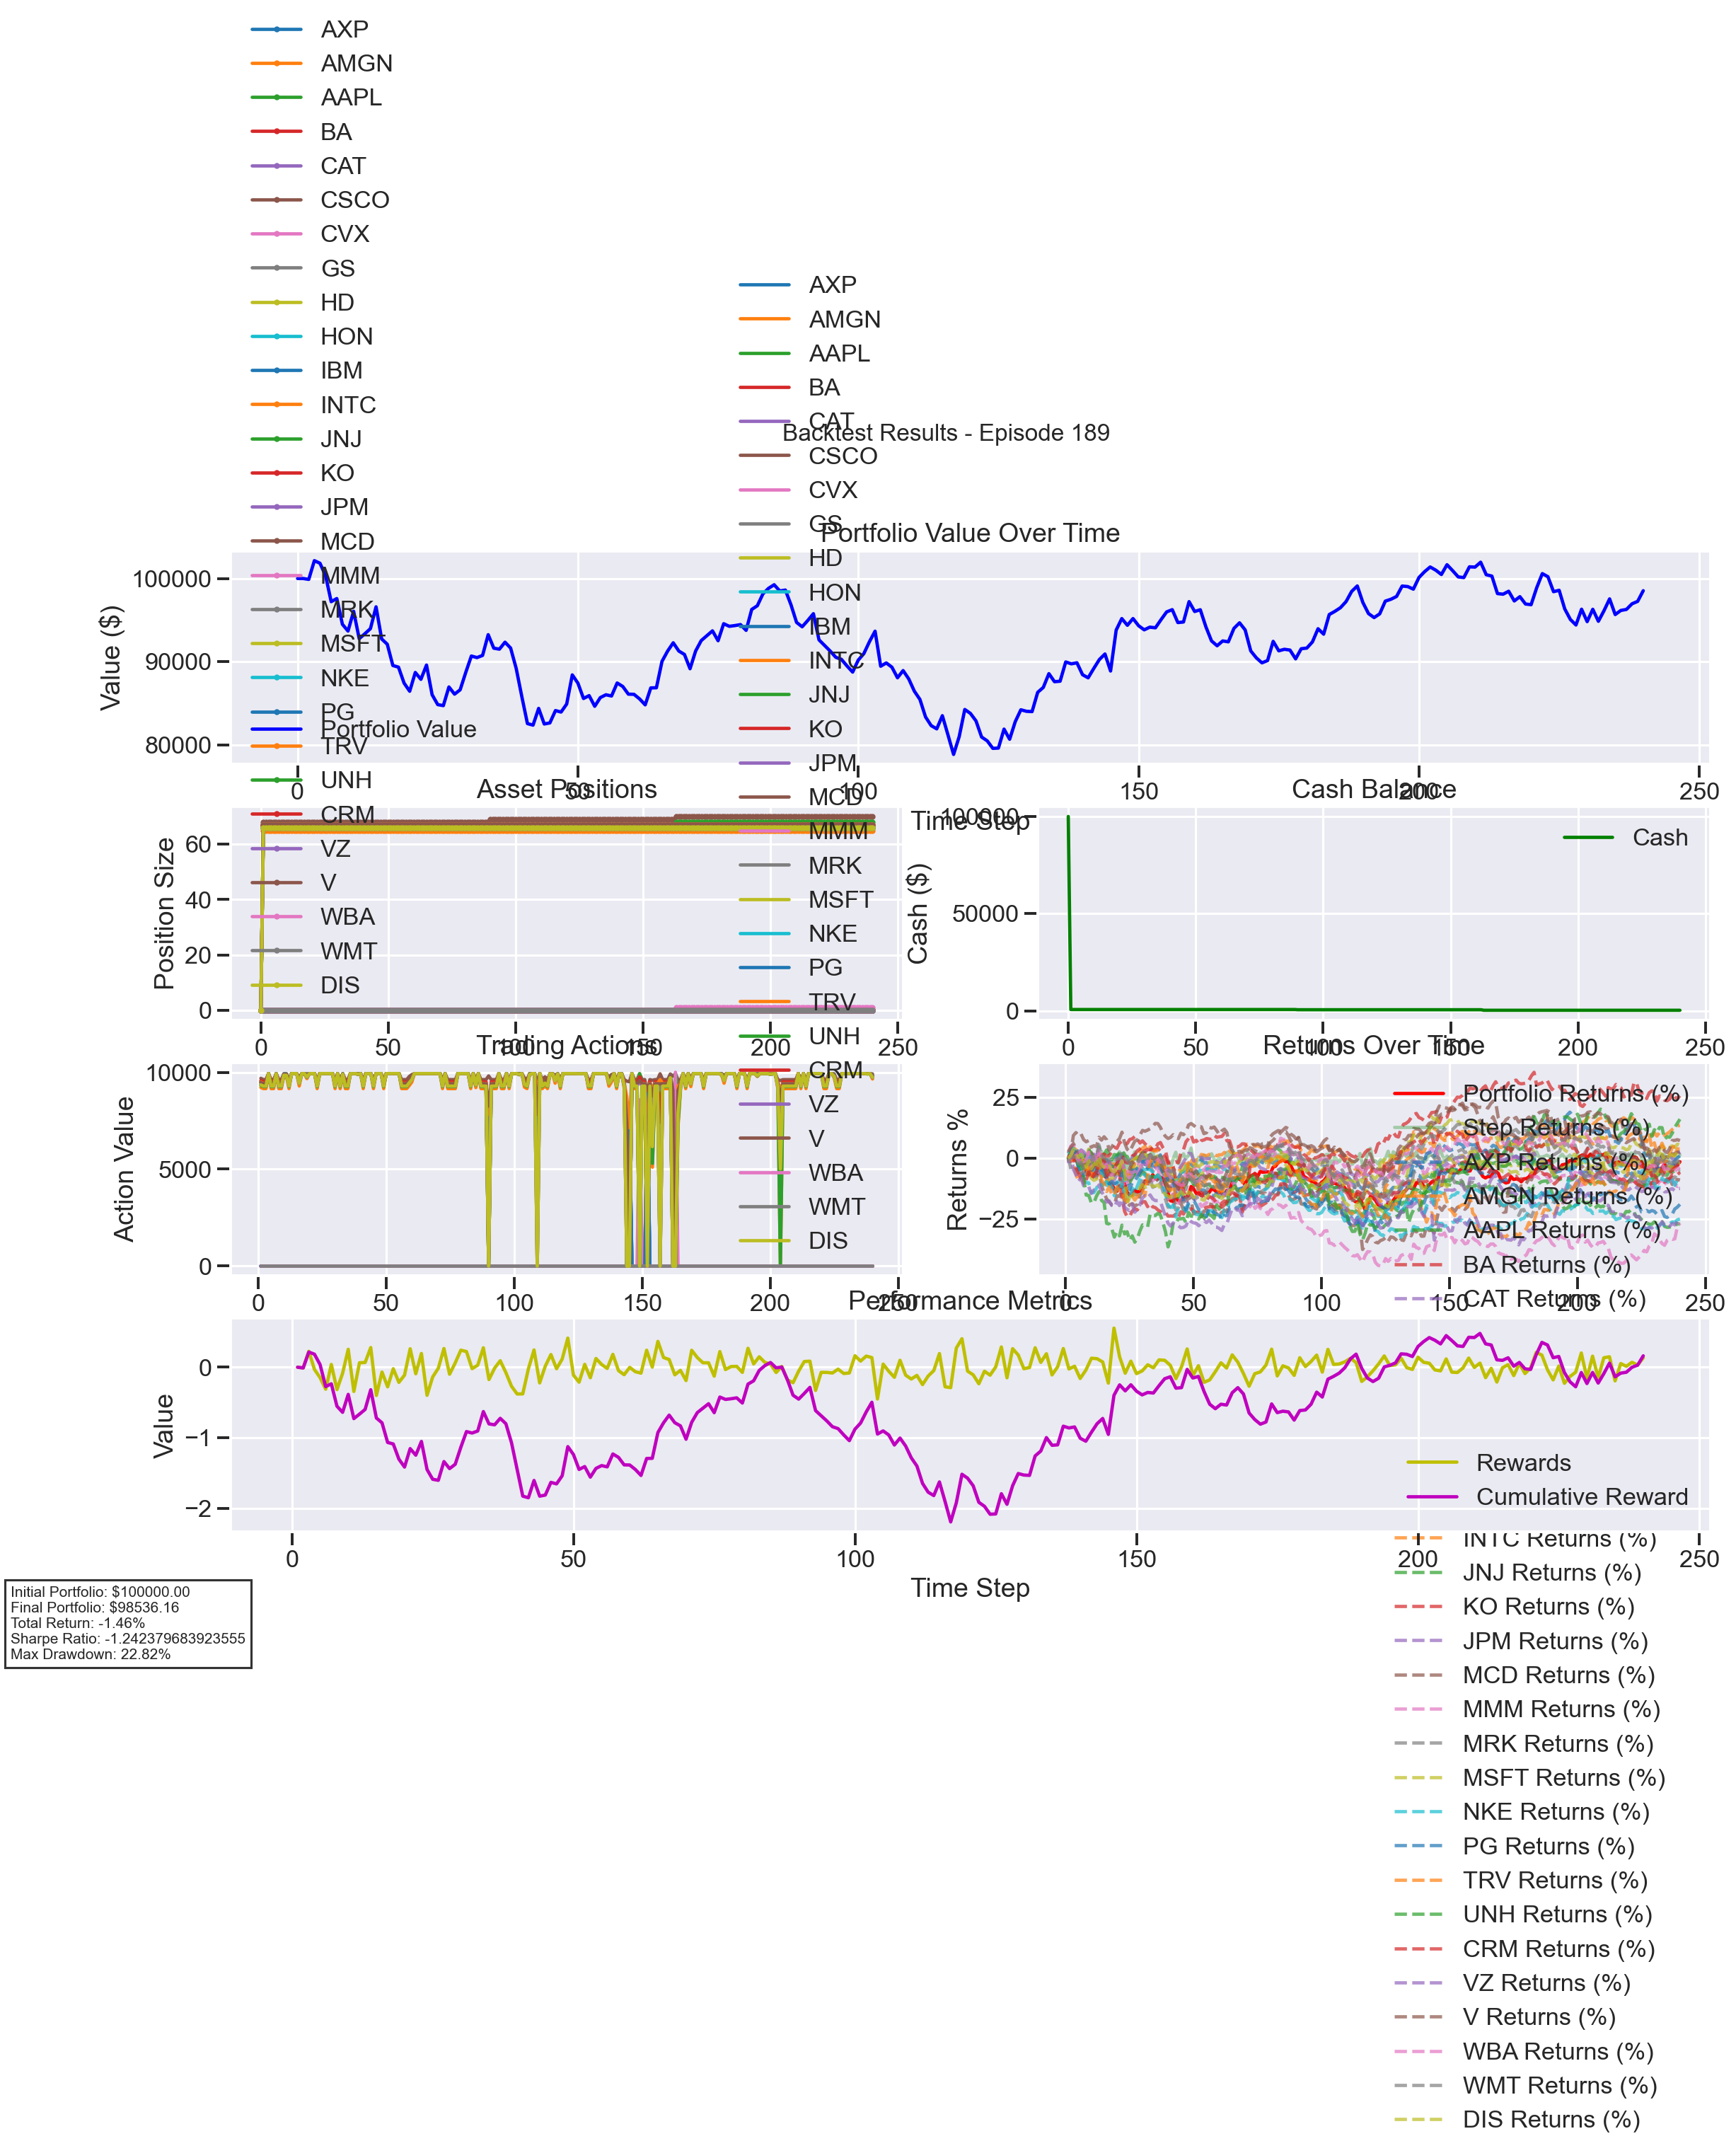 AXP
AMGN
AAPL
BA
CAT
CSCO
CVX
GS
HD
HON
IBM
INTC
JNJ
KO
JPM
MCD
MMM
MRK
MSFT
NKE
PG
TRV
UNH
CRM
VZ
V
WBA
WMT
DIS
AXP
AMGN
AAPL
BA
CAT
CSCO
CVX
GS
HD
HON
IBM
INTC
JNJ
KO
JPM
MCD
MMM
MRK
MSFT
NKE
PG
TRV
UNH
CRM
VZ
V
WBA
WMT
DIS
Backtest Results - Episode 189
Portfolio Value Over Time
Value ($)
100000
90000
80000
Portfolio Value
0
50
100
150
200
250
Time Step
Asset Positions
Position Size
60
40
20
0
0
50
100
150
200
250
Cash Balance
Cash ($)
100000
50000
0
Cash
0
50
100
150
200
250
Trading Actions
Action Value
10000
5000
0
0
50
100
150
200
250
Returns Over Time
Returns %
25
0
−25
Portfolio Returns (%)
Step Returns (%)
AXP Returns (%)
AMGN Returns (%)
AAPL Returns (%)
BA Returns (%)
CAT Returns (%)
0
50
100
150
200
250
Performance Metrics
Value
0
−1
−2
Rewards
Cumulative Reward
0
50
100
150
200
250
Time Step
INTC Returns (%)
JNJ Returns (%)
KO Returns (%)
JPM Returns (%)
MCD Returns (%)
MMM Returns (%)
MRK Returns (%)
MSFT Returns (%)
NKE Returns (%)
PG Returns (%)
TRV Returns (%)
UNH Returns (%)
CRM Returns (%)
VZ Returns (%)
V Returns (%)
WBA Returns (%)
WMT Returns (%)
DIS Returns (%)
Initial Portfolio: $100000.00
Final Portfolio: $98536.16
Total Return: -1.46%
Sharpe Ratio: -1.242379683923555
Max Drawdown: 22.82%